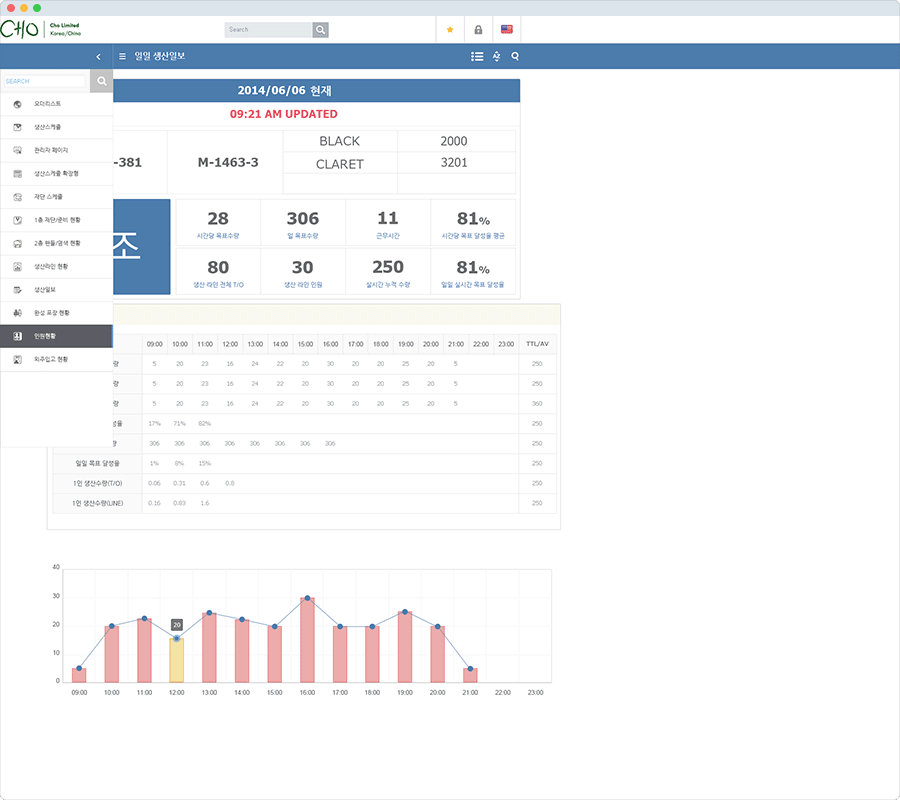 CHO
Cho Limited
Korea/China
Search
일일 생산일보
SEARCH
오더리스트
생산스케줄
관리자 페이지
생산스케줄 확장형
재단 스케줄
1층 재단/준비 현황
2층 핸들/염색 현황
생산라인 현황
생산일보
완성 포장 현황
인원현황
외주입고 현황
2014/06/06 현재
09:21 AM UPDATED
-381 M-1463-3
BLACK 2000
CLARET 3201
조
28 306 11 81%
시간당 목표수량 일 목표수량 근무시간 시간당 목표 달성율 평균
80 30 250 81%
생산 라인 전체 T/O 생산 라인 인원 실시간 누적 수량 일일 실시간 목표 달성율
09:00 10:00 11:00 12:00 13:00 14:00 15:00 16:00 17:00 18:00 19:00 20:00 21:00 22:00 23:00 TTL/AV
량 5 20 23 16 24 22 20 30 20 20 25 20 5 250
량 5 20 23 16 24 22 20 30 20 20 25 20 5 250
량 5 20 23 16 24 22 20 30 20 20 25 20 5 360
성율 17% 71% 82% 250
량 306 306 306 306 306 306 306 306 250
일일 목표 달성율 1% 8% 15% 250
1인 생산수량(T/O) 0.06 0.31 0.6 0.8 250
1인 생산수량(LINE) 0.16 0.83 1.6 250
40
30
20
10
0
20
09:00 10:00 11:00 12:00 13:00 14:00 15:00 16:00 17:00 18:00 19:00 20:00 21:00 22:00 23:00